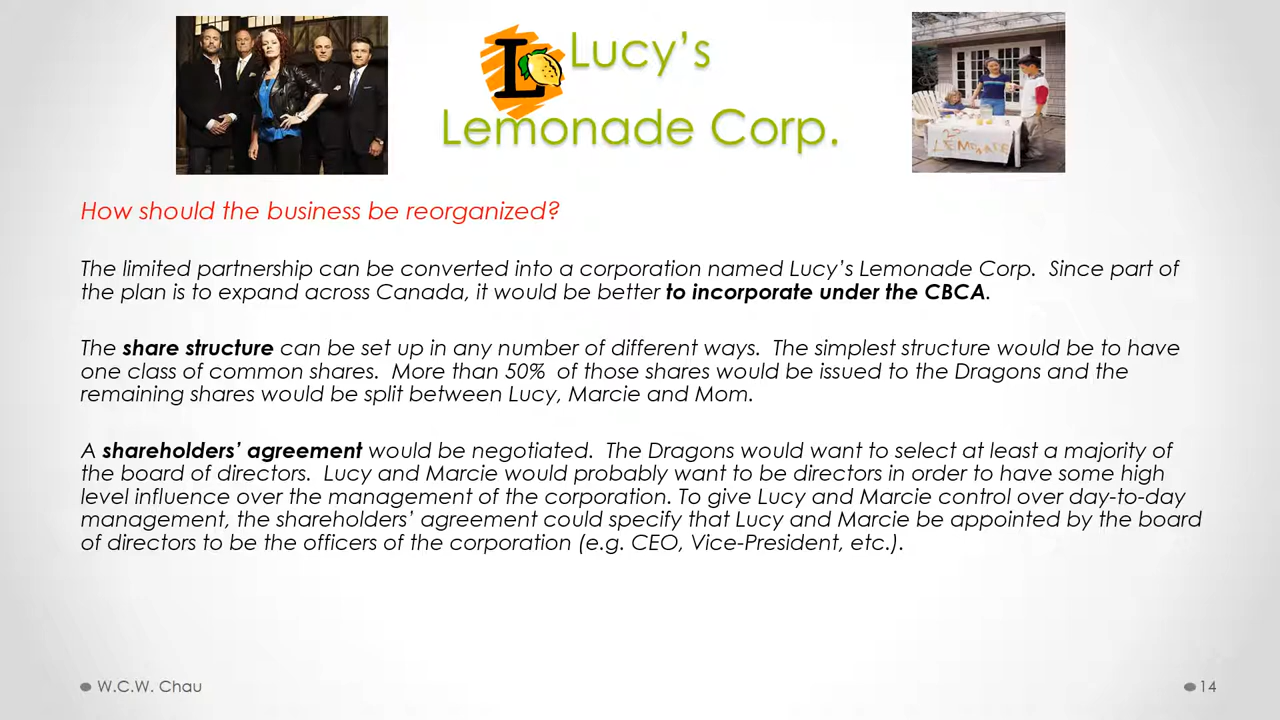 L
Lucy's
Lemonade Corp.
LEMONADE
How should the business be reorganized?
The limited partnership can be converted into a corporation named Lucy's Lemonade Corp.  Since part of
the plan is to expand across Canada, it would be better to incorporate under the CBCA.
The share structure can be set up in any number of different ways.  The simplest structure would be to have
one class of common shares.  More than 50%  of those shares would be issued to the Dragons and the
remaining shares would be split between Lucy, Marcie and Mom.
A shareholders' agreement would be negotiated.  The Dragons would want to select at least a majority of
the board of directors.  Lucy and Marcie would probably want to be directors in order to have some high
level influence over the management of the corporation. To give Lucy and Marcie control over day-to-day
management, the shareholders' agreement could specify that Lucy and Marcie be appointed by the board
of directors to be the officers of the corporation (e.g. CEO, Vice-President, etc.).
W.C.W. Chau
14